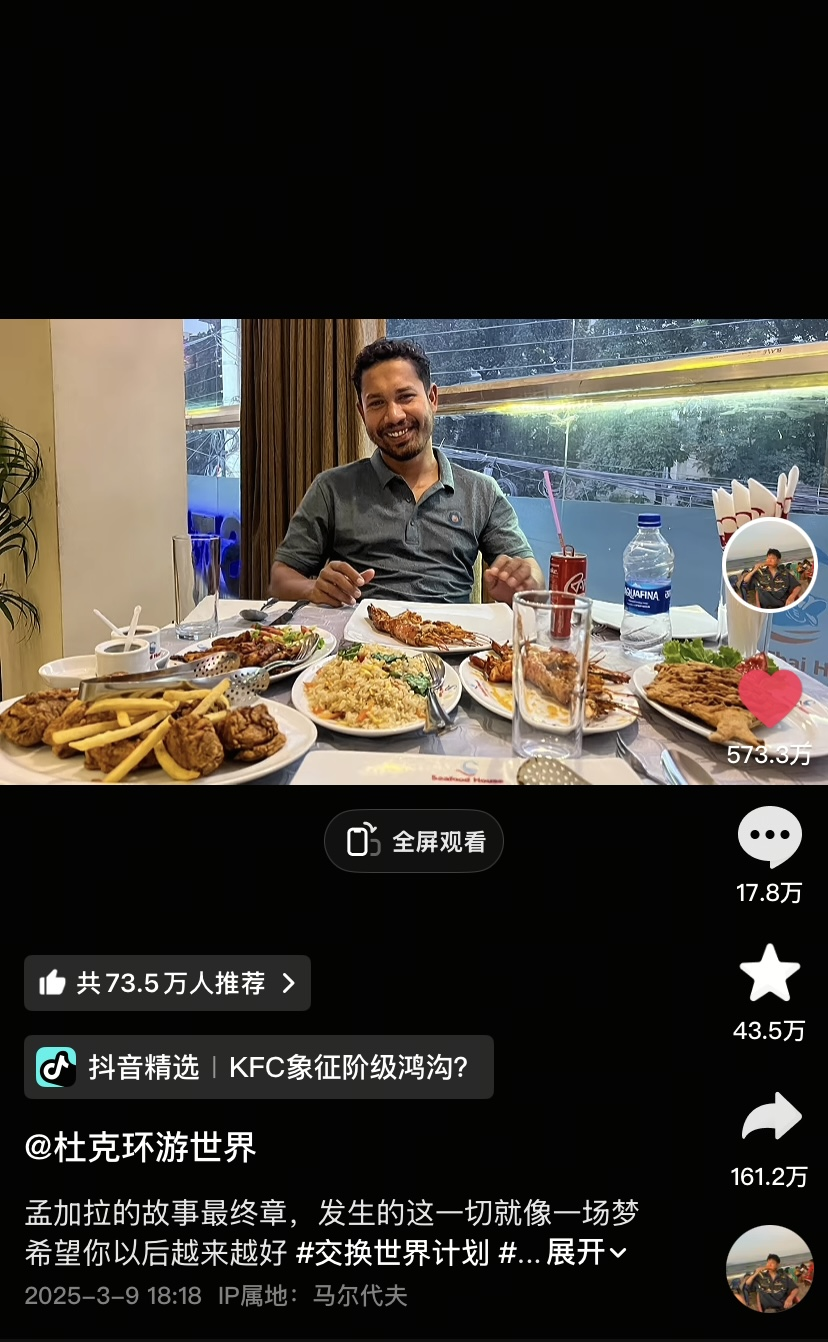 AQUAFINA
573.3万
Seafood House
全屏观看
17.8万
共73.5万人推荐
43.5万
抖音精选 | KFC象征阶级鸿沟?
@杜克环游世界
161.2万
孟加拉的故事最终章，发生的这一切就像一场梦
希望你以后越来越好 #交换世界计划 #... 展开
2025-3-9 18:18 IP属地：马尔代夫